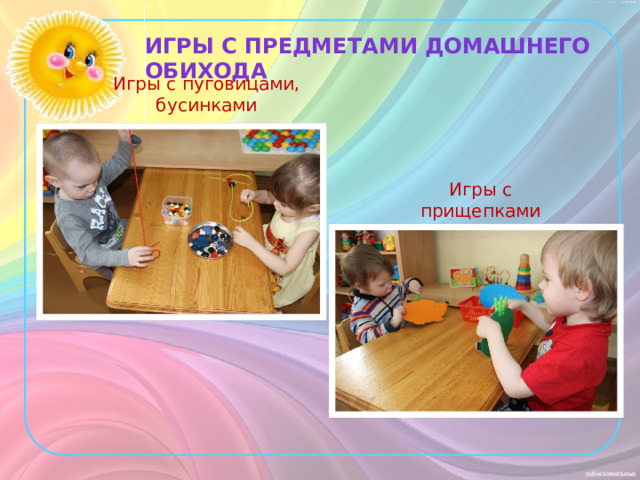 ИГРЫ С ПРЕДМЕТАМИ ДОМАШНЕГО
ОБИХОДА
Игры с пуговицами,
бусинками
Игры с
прищепками